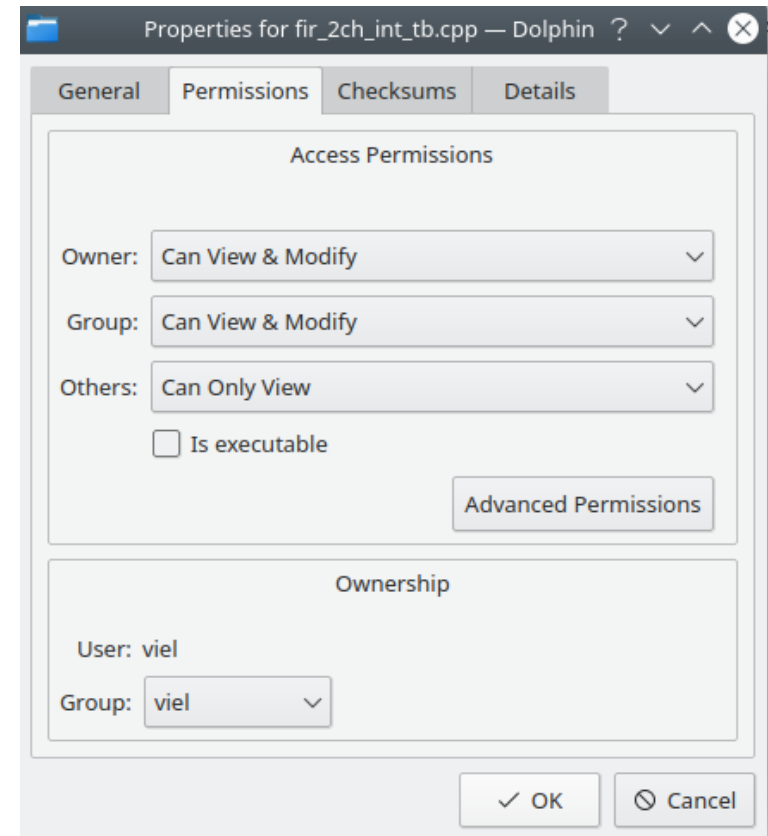 Properties for fir_2ch_int_tb.cpp — Dolphin
General Permissions Checksums Details
Access Permissions
Owner: Can View & Modify
Group: Can View & Modify
Others: Can Only View
Is executable
Advanced Permissions
Ownership
User: viel
Group: viel
OK Cancel